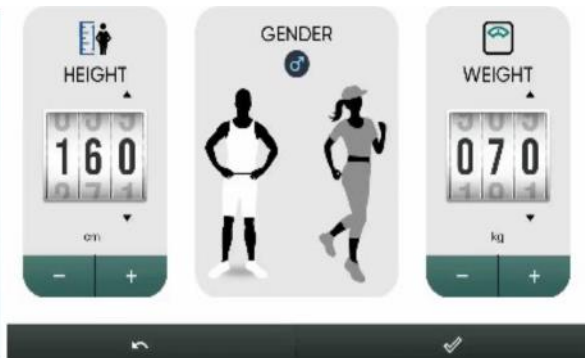 HEIGHT
160
cm
- +
GENDER
♂
WEIGHT
070
kg
- +